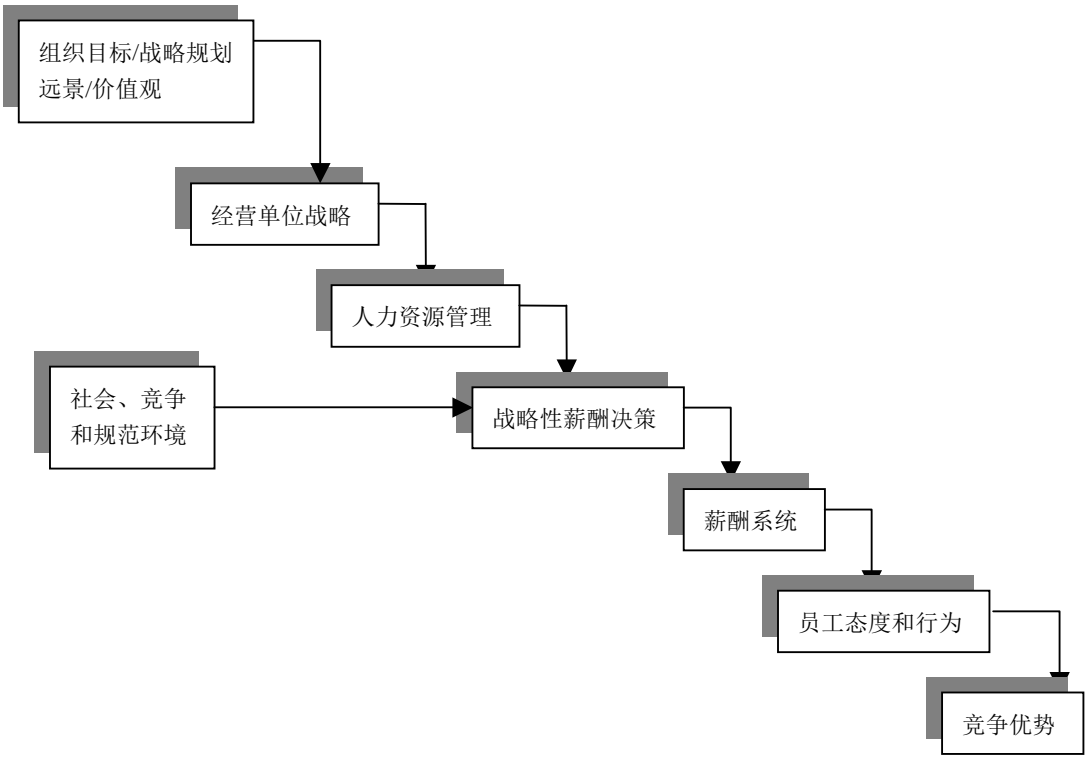 组织目标/战略规划
远景/价值观
经营单位战略
人力资源管理
社会、竞争
和规范环境
战略性薪酬决策
薪酬系统
员工态度和行为
竞争优势